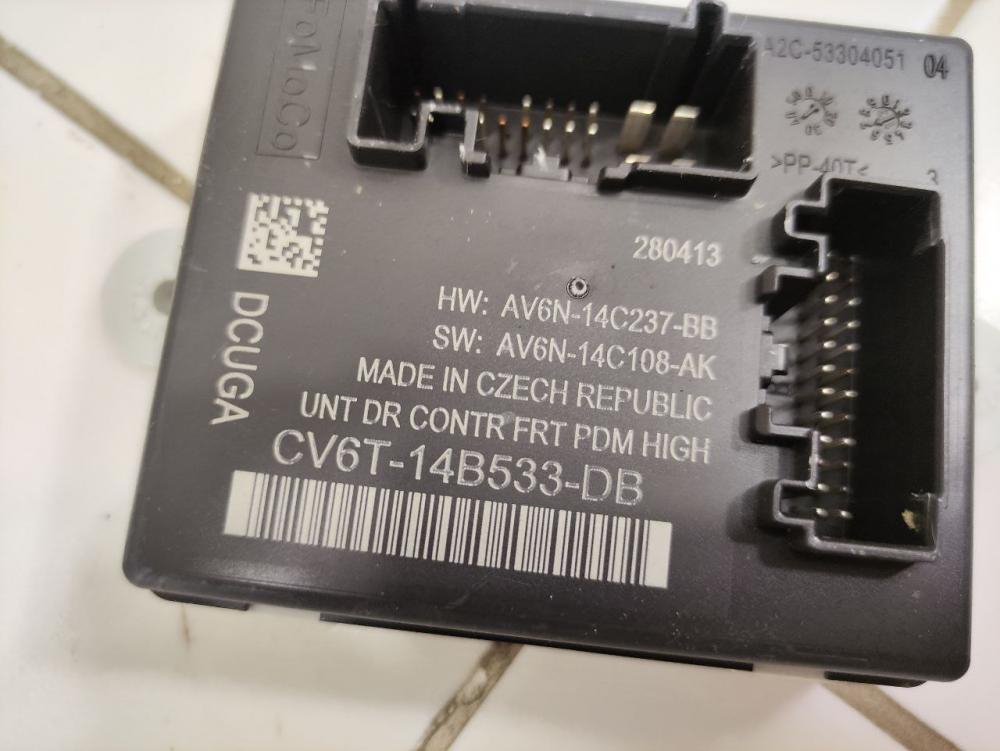 FoMoCo
A2C-53304051 04
>PP-40T<
3
280413
HW: AV6N-14C237-BB
SW: AV6N-14C108-AK
MADE IN CZECH REPUBLIC
UNT DR CONTR FRT PDM HIGH
CV6T-14B533-DB
DCUGA